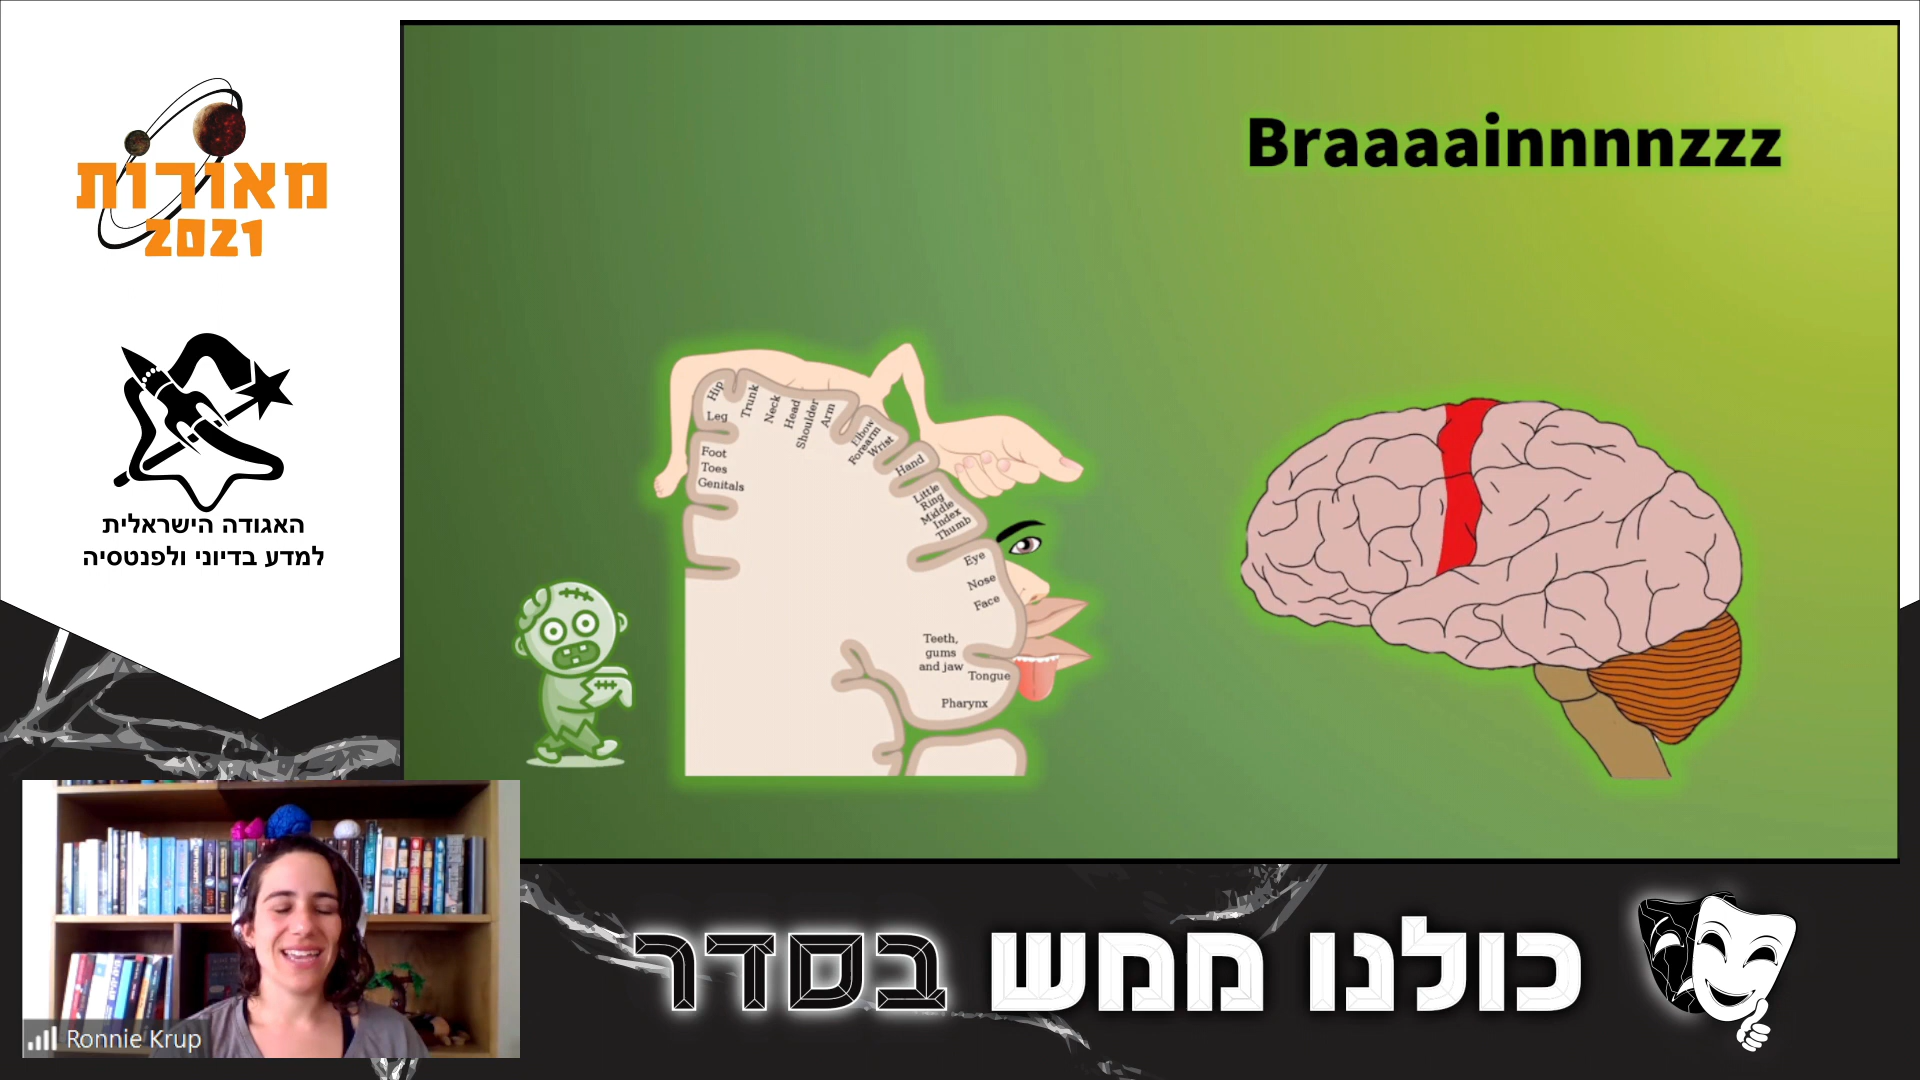 מאורות
2021
האגודה הישראלית
למדע בדיוני ולפנטסיה
Braaaainnnnzzz
Hip
Leg
Trunk
Neck
Head
Shoulder
Arm
Elbow
Forearm
Wrist
Hand
Little
Ring
Middle
Index
Thumb
Foot
Toes
Genitals
Eye
Nose
Face
Teeth,
gums
and jaw
Tongue
Pharynx
Ronnie Krup
כולנו ממש בסדר